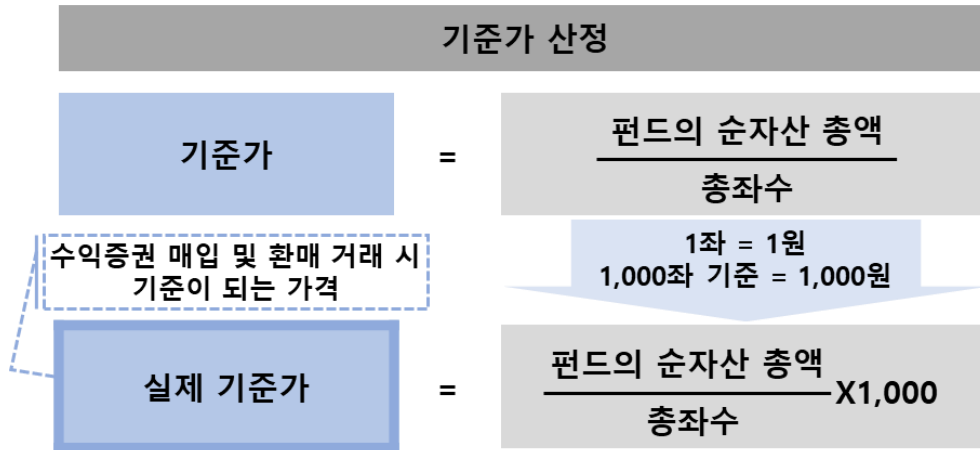 기준가 산정
기준가
=
펀드의 순자산 총액
총좌수
수익증권 매입 및 환매 거래 시
기준이 되는 가격
1좌 = 1원
1,000좌 기준 = 1,000원
실제 기준가
=
펀드의 순자산 총액
총좌수
X1,000